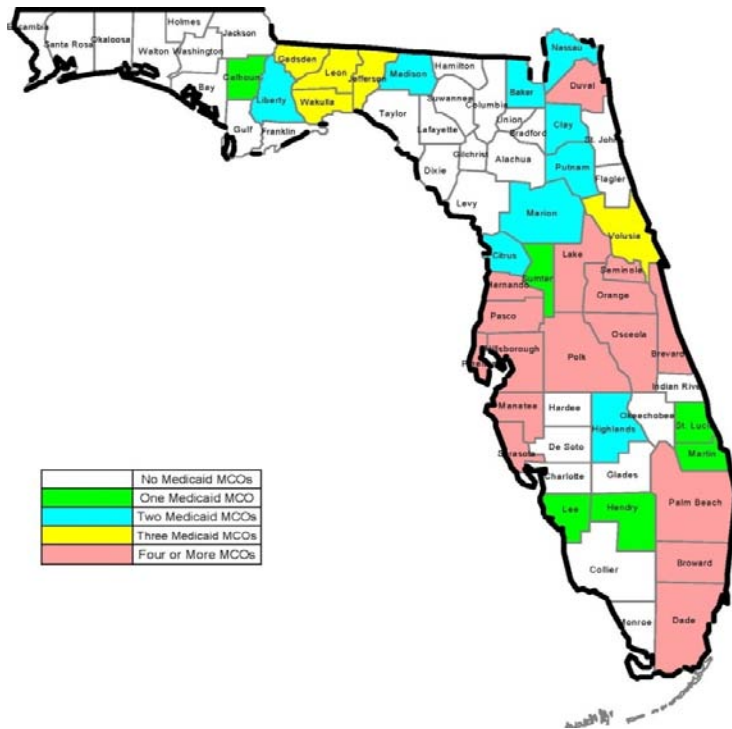 Holmes
Jackson
Santa Rosa
Okaloosa
Walton
Washington
Bay
Calhoun
Gulf
Liberty
Franklin
Gadsden
Leon
Wakulla
Jefferson
Madison
Taylor
Hamilton
Suwannee
Lafayette
Dixie
Columbia
Gilchrist
Levy
Baker
Union
Bradford
Alachua
Nassau
Duval
Clay
St. John
Putnam
Flagler
Marion
Volusia
Citrus
Sumter
Lake
Seminole
Hernando
Orange
Pasco
Osceola
Hillsborough
Polk
Brevard
Indian River
Manatee
Hardee
Highlands
Okeechobee
St. Lucie
De Soto
Martin
Sarasota
Charlotte
Glades
Lee
Hendry
Palm Beach
Collier
Broward
Monroe
Dade
No Medicaid MCOs
One Medicaid MCO
Two Medicaid MCOs
Three Medicaid MCOs
Four or More MCOs